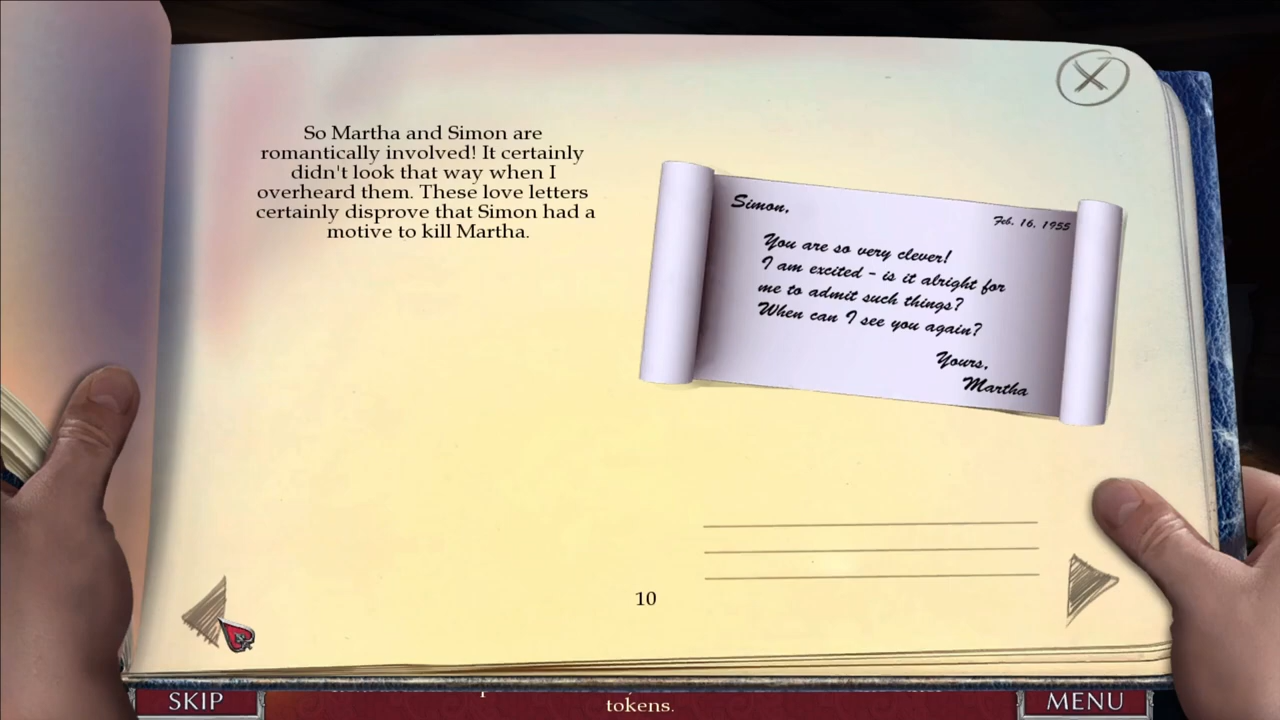 So Martha and Simon are
romantically involved! It certainly
didn't look that way when I
overheard them. These love letters
certainly disprove that Simon had a
motive to kill Martha.
Simon,
Feb. 16, 1955
You are so very clever!
I am excited - is it alright for
me to admit such things?
When can I see you again?
Yours,
Martha
10
SKIP
tokens.
MENU